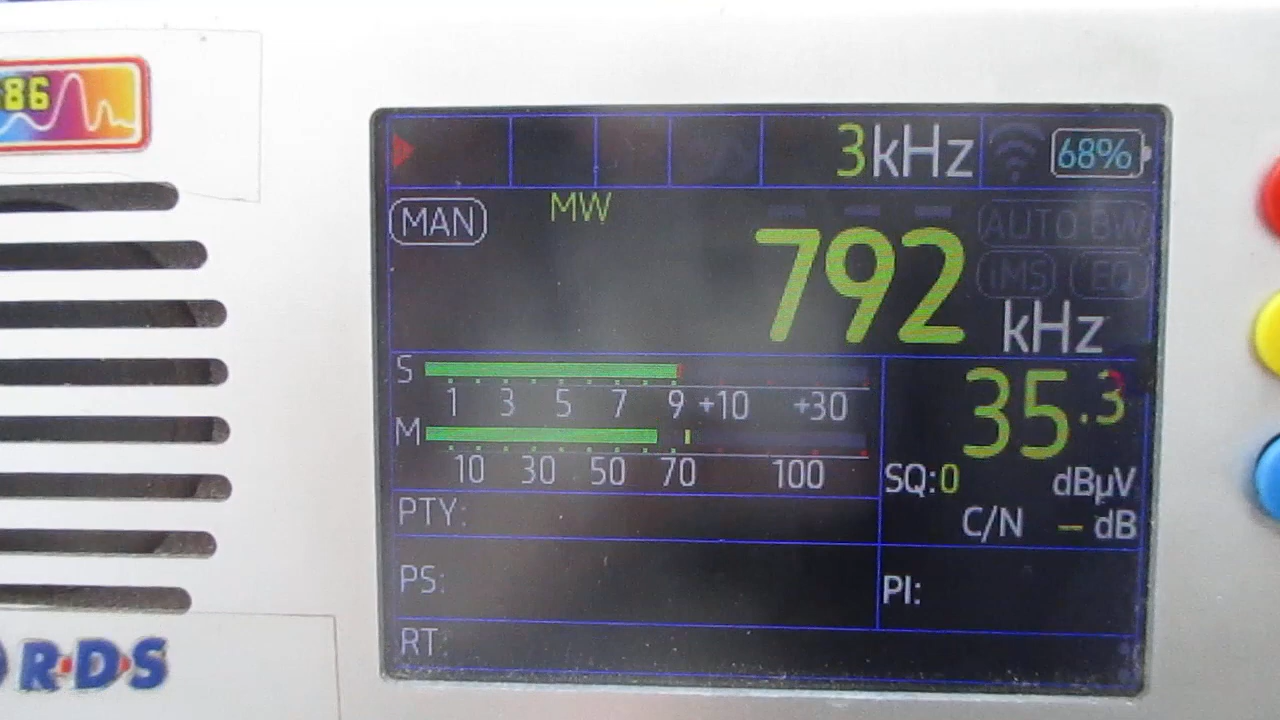 86
3kHz 68%
MAN MW AUTO BW
792 iMS EQ
kHz
S
1 3 5 7 9 +10 +30
35.3
M
10 30 50 70 100
SQ:0 dBµV
PTY:
C/N – dB
PS:
PI:
RT:
R·D·S